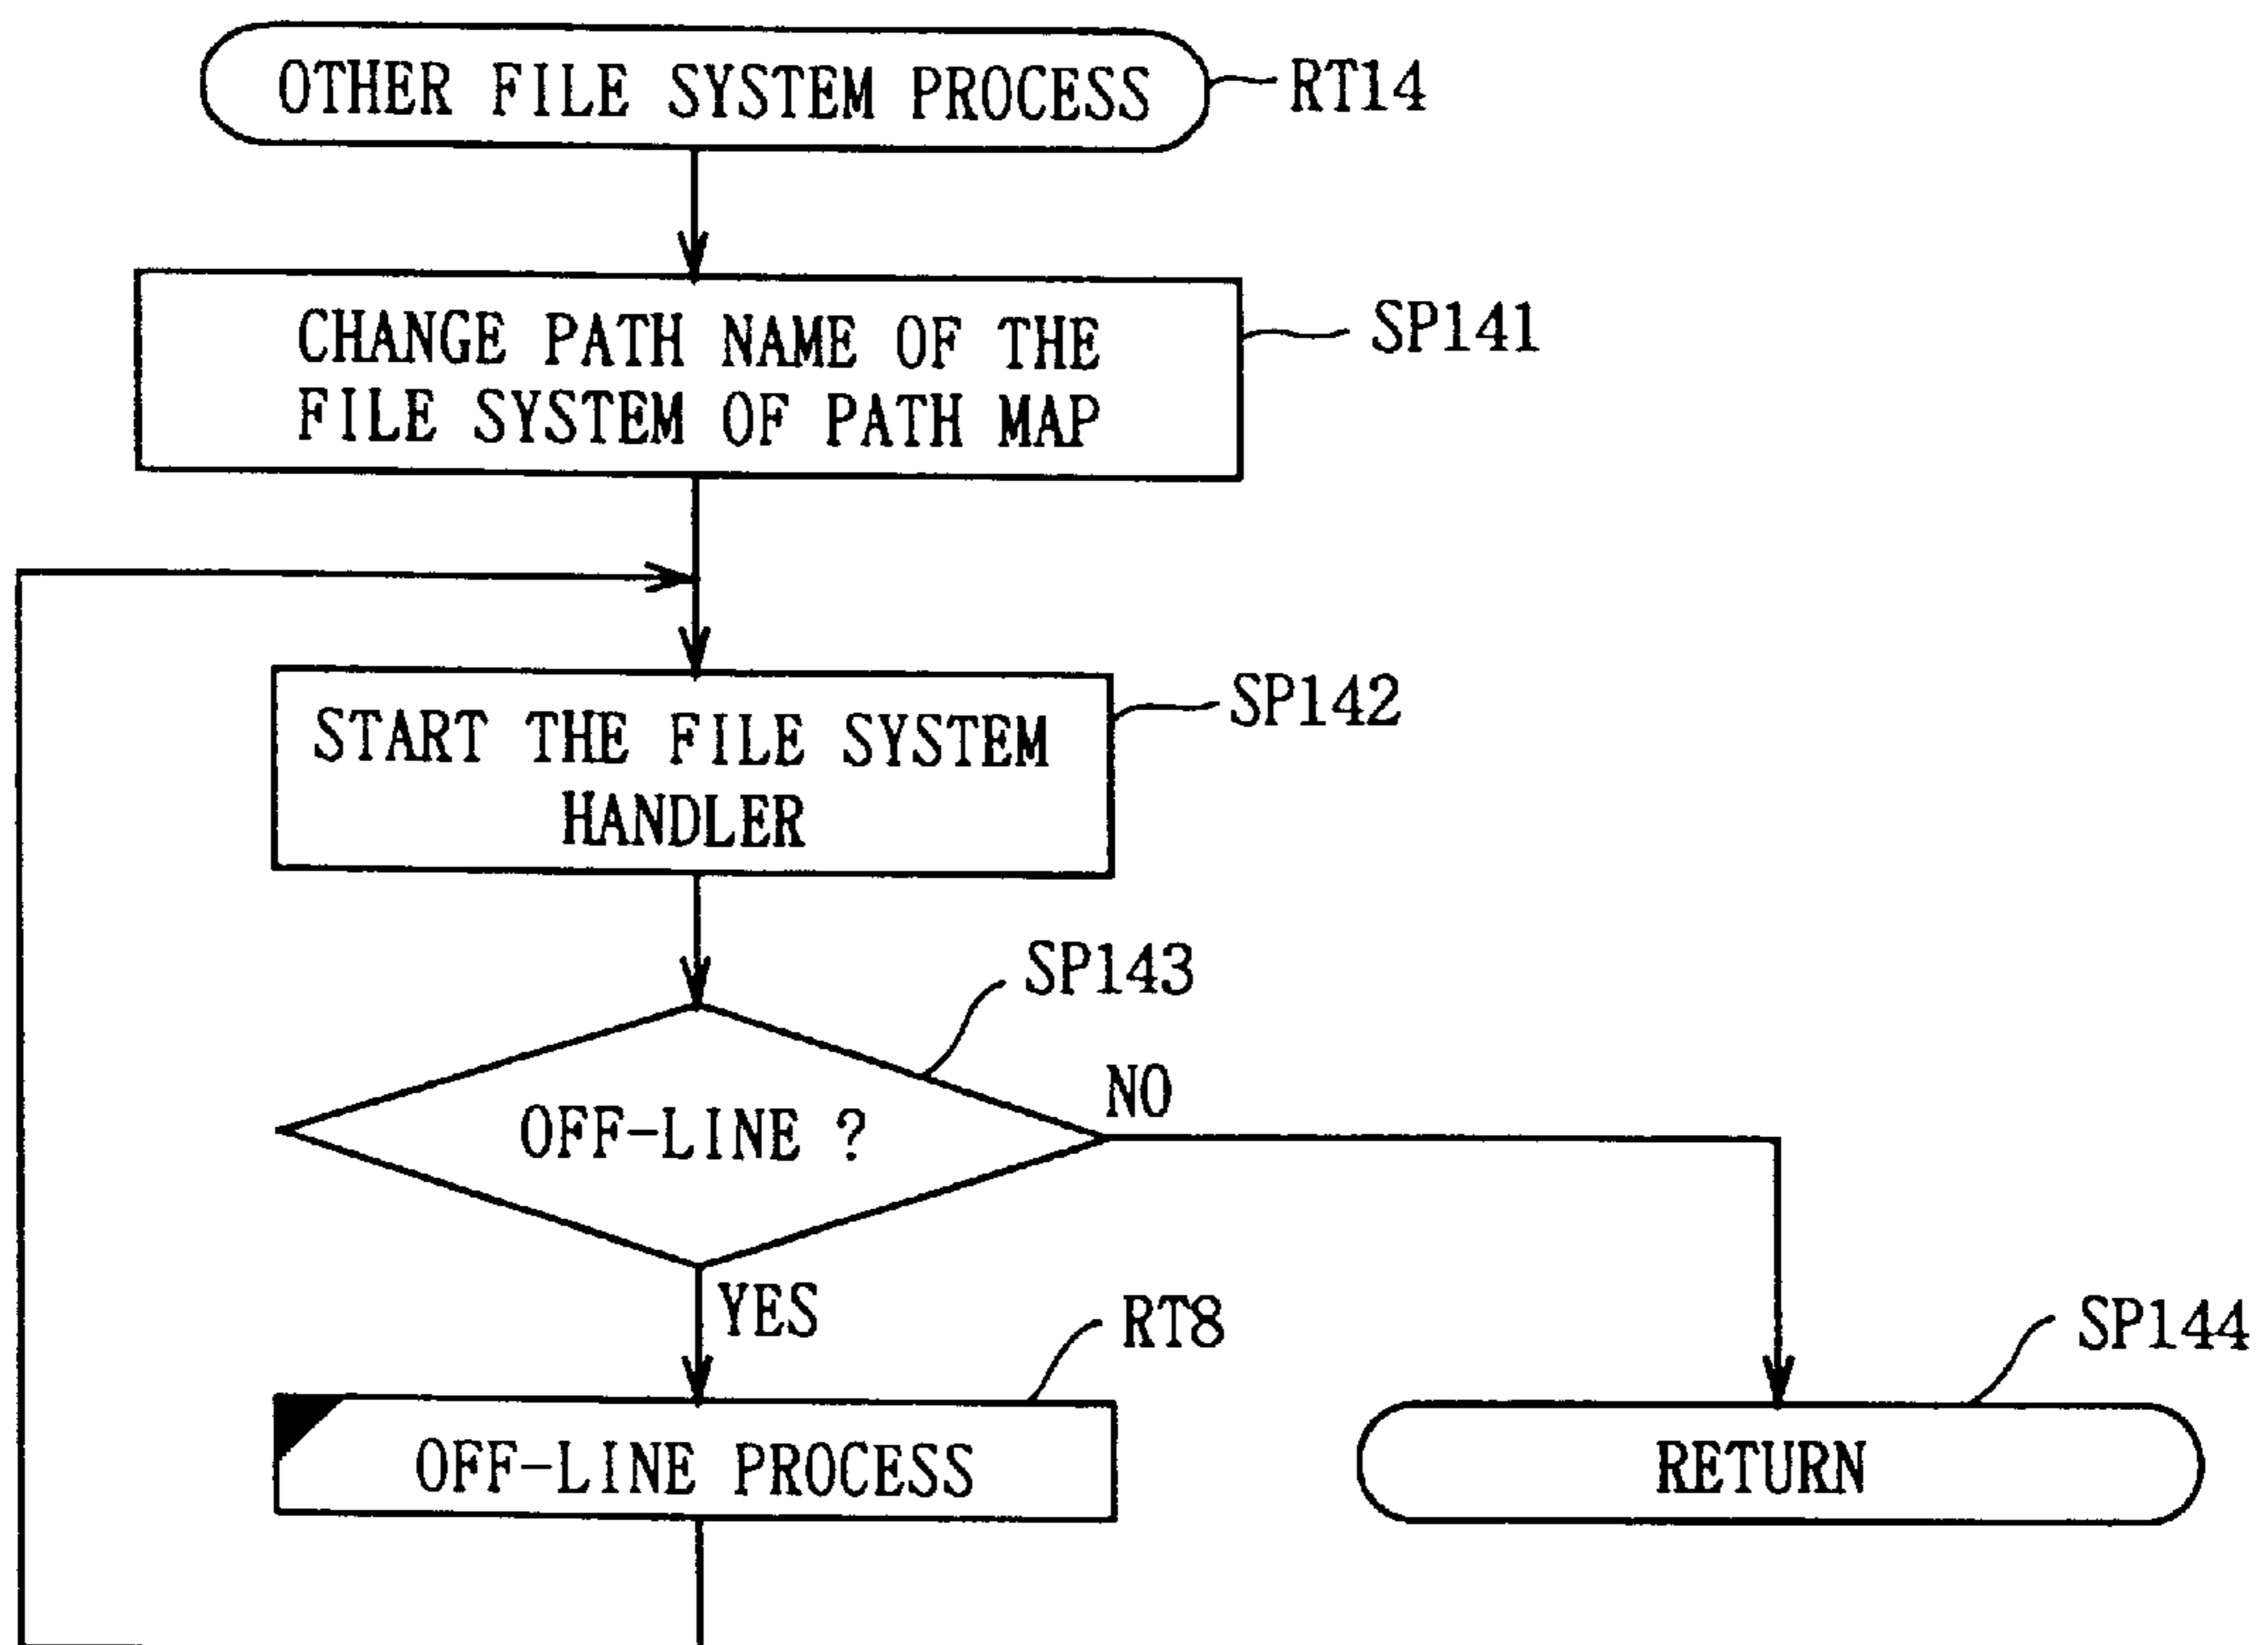 OTHER FILE SYSTEM PROCESS
RT14
CHANGE PATH NAME OF THE
FILE SYSTEM OF PATH MAP
SP141
START THE FILE SYSTEM
HANDLER
SP142
SP143
OFF-LINE ?
NO
YES
RT8
OFF-LINE PROCESS
SP144
RETURN